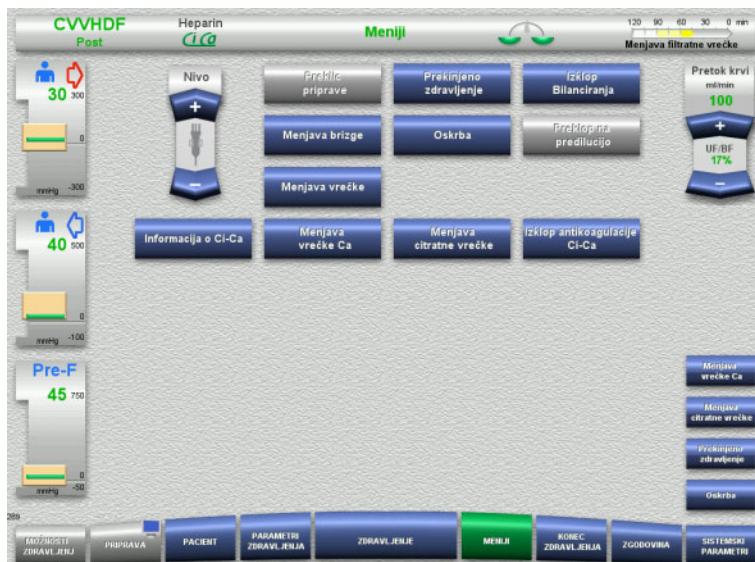 CVVHDF
Post
Heparin
CiCa
Meniji
120 90 60 30 0 min
Menjava filtratne vrečke
30 300
0
mmHg -300
40 500
0
mmHg -100
Pre-F
45 750
0
mmHg -50
Nivo
+
−
Preklic
priprave
Prekinjeno
zdravljenje
Izklop
Bilanciranja
Menjava brizge
Oskrba
Preklop na
predilucijo
Menjava vrečke
Informacija o Ci-Ca
Menjava
vrečke Ca
Menjava
citratne vrečke
Izklop antikoagulacije
Ci-Ca
Pretok krvi
ml/min
100
+
UF/BF
17%
−
Menjava
vrečke Ca
Menjava
citratne vrečke
Prekinjeno
zdravljenje
Oskrba
MOŽNOSTI
ZDRAVLJENJ
PRIPRAVA
PACIENT
PARAMETRI
ZDRAVLJENJA
ZDRAVLJENJE
MENIJI
KONEC
ZDRAVLJENJA
ZGODOVINA
SISTEMSKI
PARAMETRI